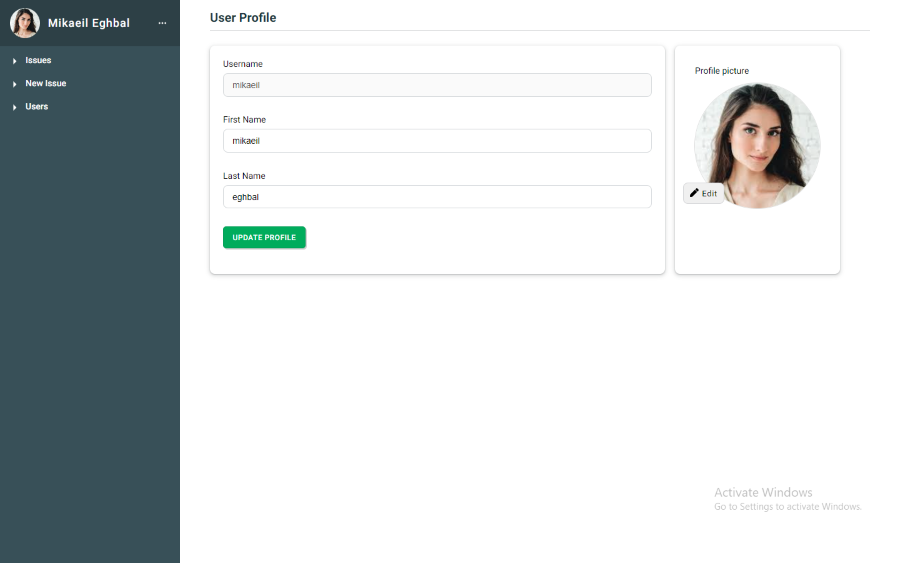 Mikaeil Eghbal
Issues
New Issue
Users
User Profile
Username
mikaeil
First Name
mikaeil
Last Name
eghbal
UPDATE PROFILE
Profile picture
Edit
Activate Windows
Go to Settings to activate Windows.